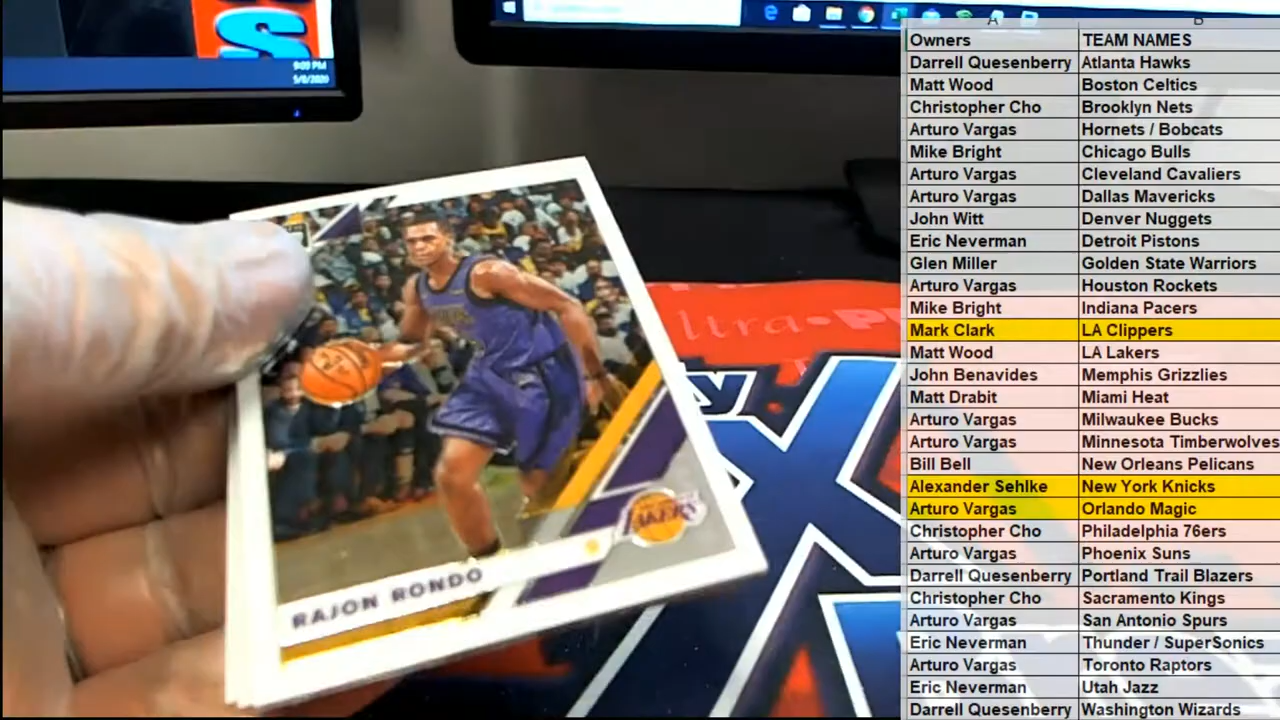 S
9:09 PM
5/8/2020
RAJON RONDO
LAKERS
A B
Owners TEAM NAMES
Darrell Quesenberry Atlanta Hawks
Matt Wood Boston Celtics
Christopher Cho Brooklyn Nets
Arturo Vargas Hornets / Bobcats
Mike Bright Chicago Bulls
Arturo Vargas Cleveland Cavaliers
Arturo Vargas Dallas Mavericks
John Witt Denver Nuggets
Eric Neverman Detroit Pistons
Glen Miller Golden State Warriors
Arturo Vargas Houston Rockets
Mike Bright Indiana Pacers
Mark Clark LA Clippers
Matt Wood LA Lakers
John Benavides Memphis Grizzlies
Matt Drabit Miami Heat
Arturo Vargas Milwaukee Bucks
Arturo Vargas Minnesota Timberwolves
Bill Bell New Orleans Pelicans
Alexander Sehlke New York Knicks
Arturo Vargas Orlando Magic
Christopher Cho Philadelphia 76ers
Arturo Vargas Phoenix Suns
Darrell Quesenberry Portland Trail Blazers
Christopher Cho Sacramento Kings
Arturo Vargas San Antonio Spurs
Eric Neverman Thunder / SuperSonics
Arturo Vargas Toronto Raptors
Eric Neverman Utah Jazz
Darrell Quesenberry Washington Wizards